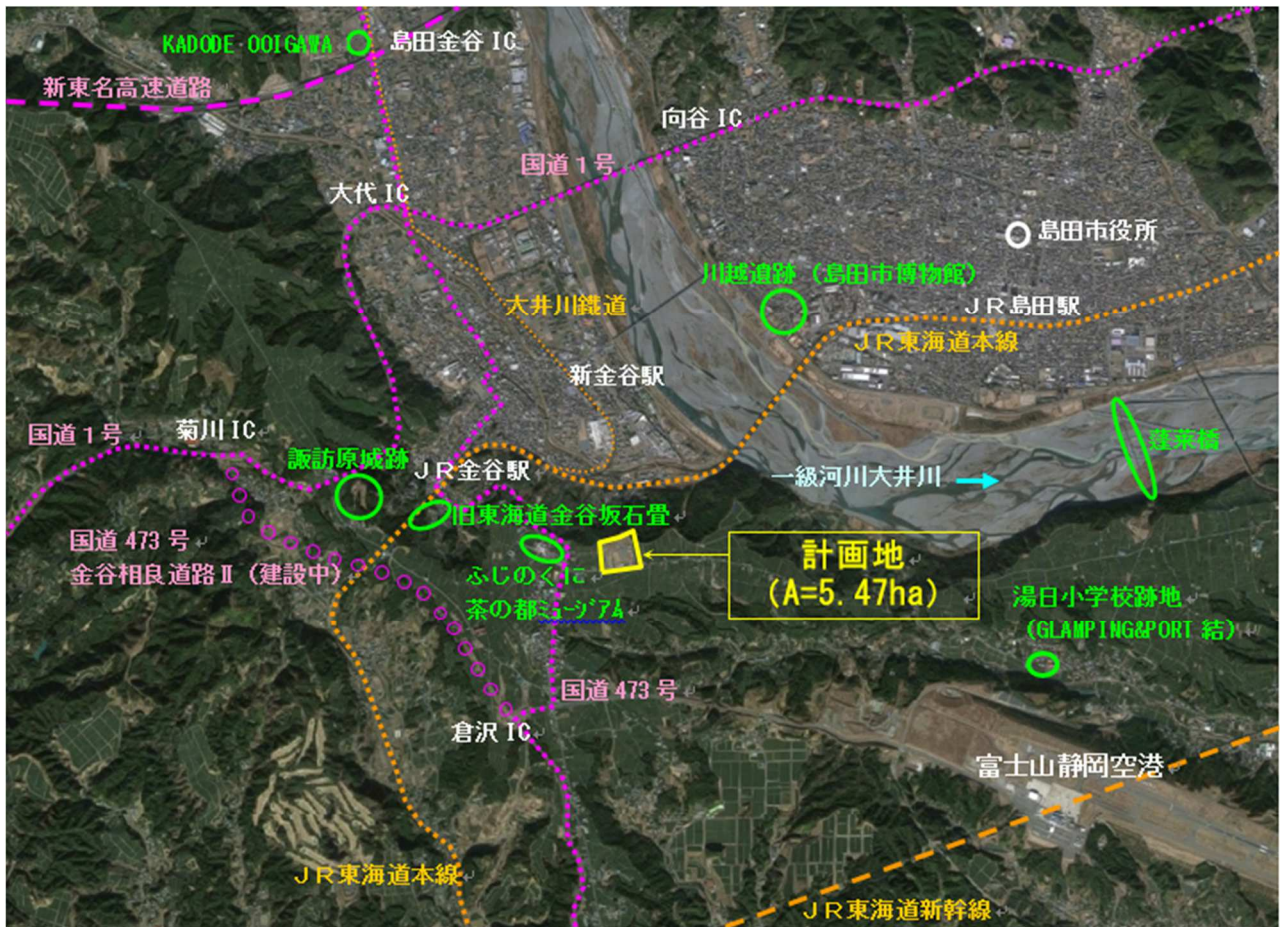 KADODE OOIGAWA
島田金谷 IC
新東名高速道路
向谷 IC
国道１号
大代 IC
島田市役所
川越遺跡（島田市博物館）
大井川鐵道
ＪＲ島田駅
ＪＲ東海道本線
新金谷駅
国道１号
菊川 IC
諏訪原城跡
ＪＲ金谷駅
蓬莱橋
一級河川大井川
旧東海道金谷坂石畳
国道 473 号
金谷相良道路Ⅱ（建設中）
ふじのくに
茶の都ミュージアム
計画地
(A=5.47ha)
湯日小学校跡地
（GLAMPING&PORT 結）
国道 473 号
倉沢 IC
富士山静岡空港
ＪＲ東海道本線
ＪＲ東海道新幹線